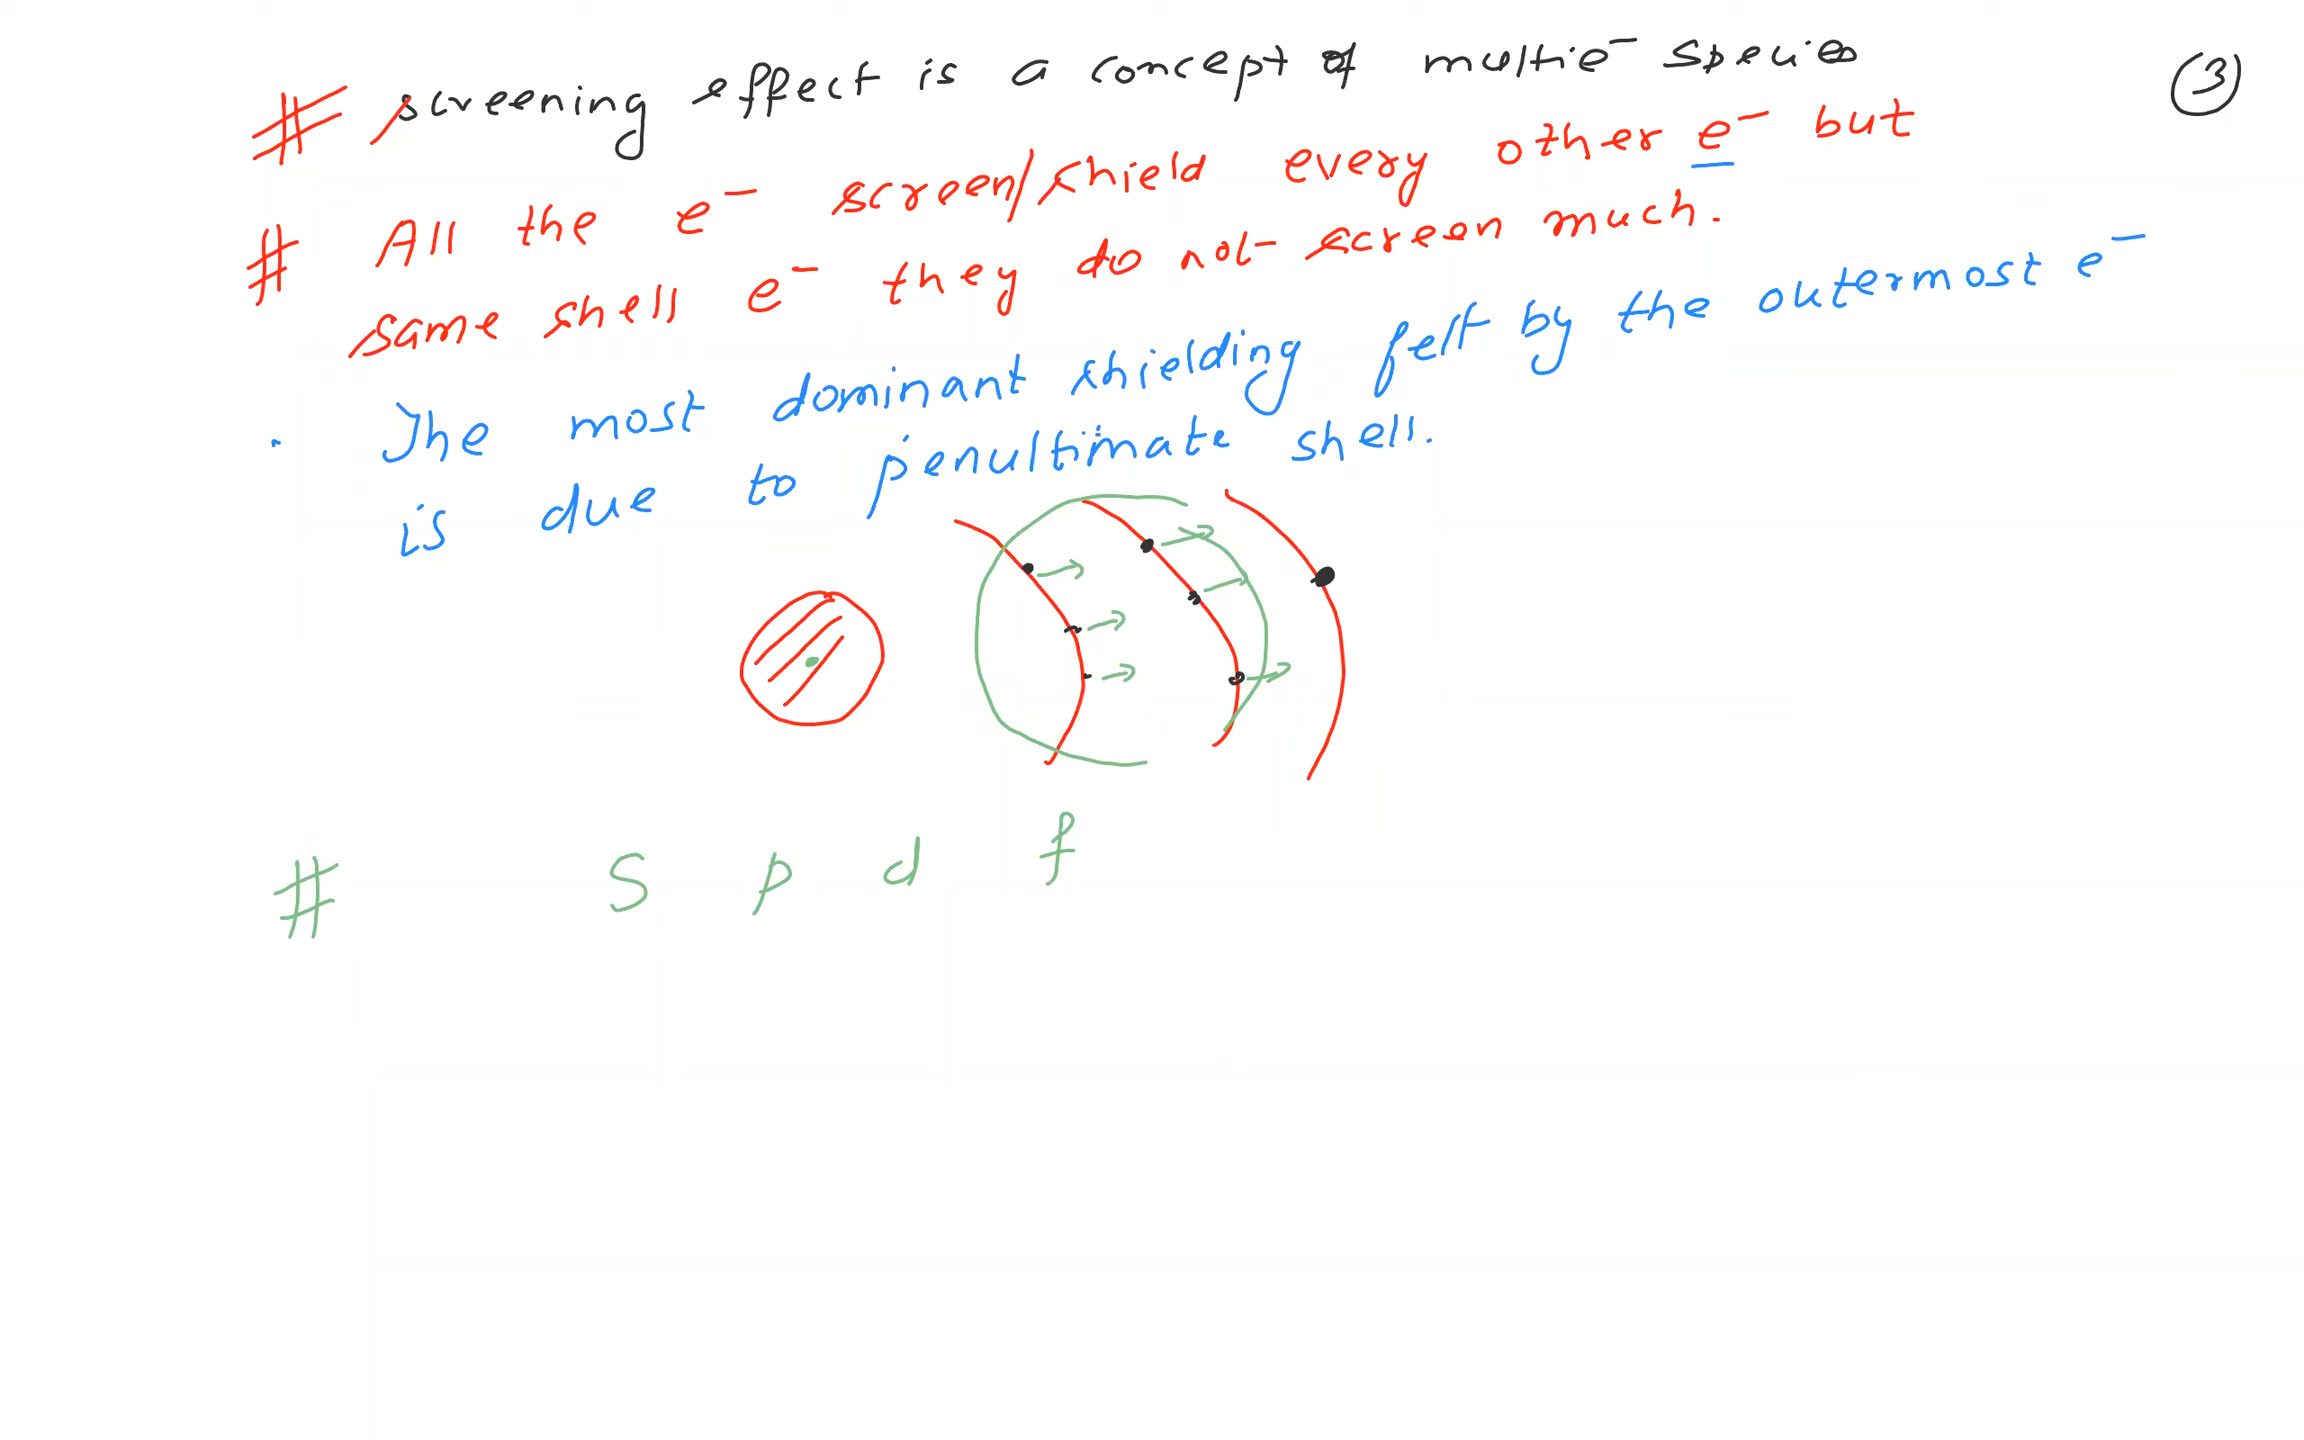 # screening effect is a concept of multie⁻ species
③
# All the e⁻ screen/shield every other e⁻ but
same shell e⁻ they do not screen much.
· The most dominant shielding felt by the outermost e⁻
is due to penultimate shell.
# S p d f